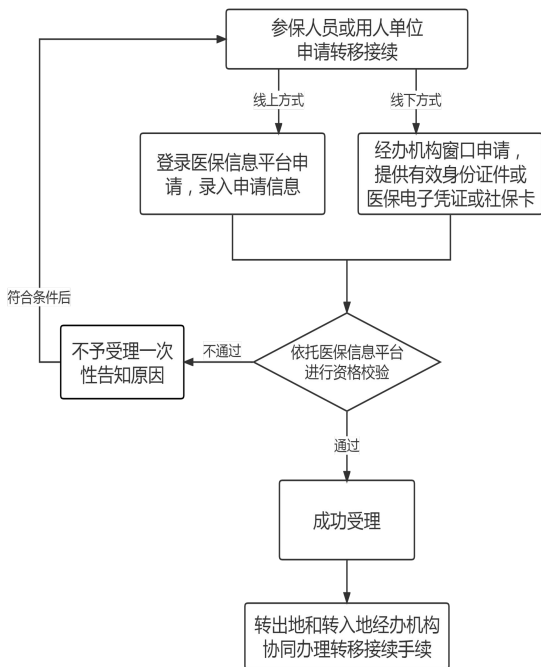 参保人员或用人单位
申请转移接续
线上方式
线下方式
登录医保信息平台申
请，录入申请信息
经办机构窗口申请，
提供有效身份证件或
医保电子凭证或社保卡
符合条件后
不予受理一次
性告知原因
不通过
依托医保信息平台
进行资格校验
通过
成功受理
转出地和转入地经办机构
协同办理转移接续手续